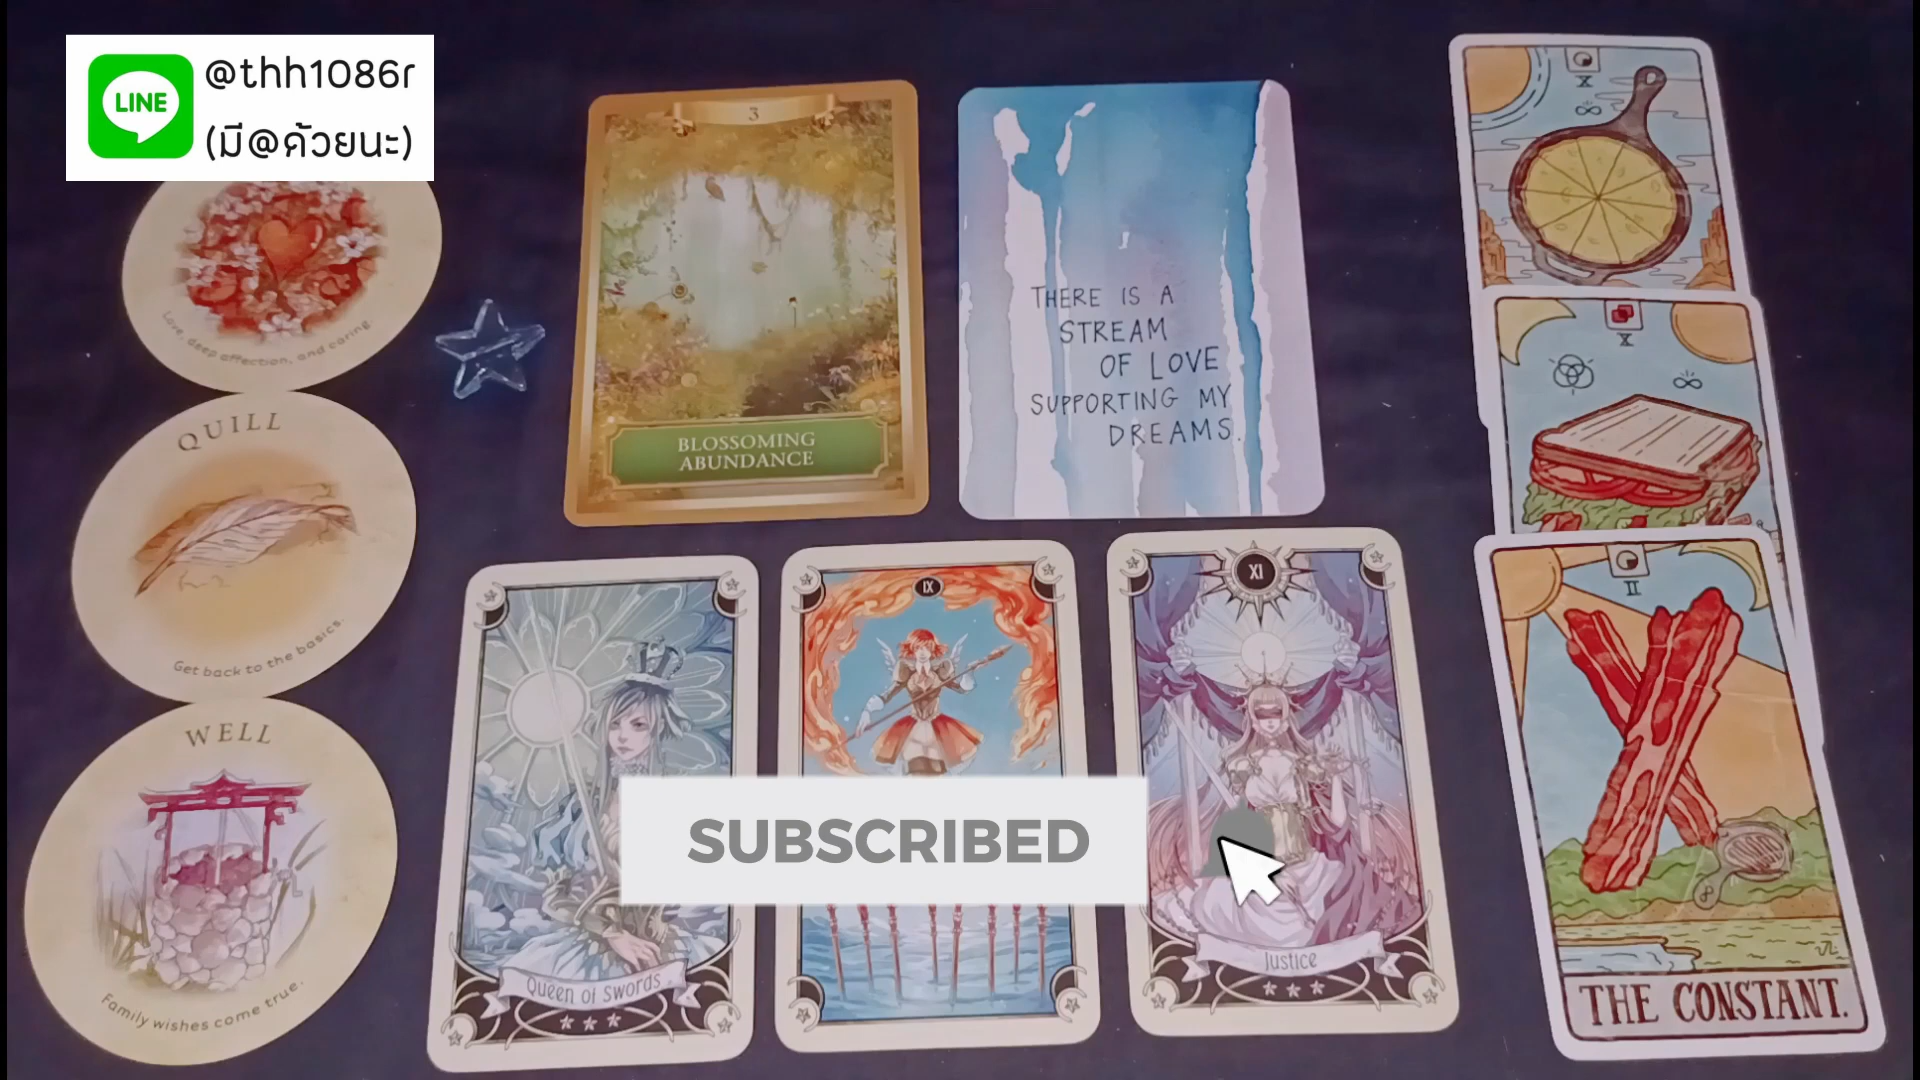 LINE
@thh1086r
(มี@ด้วยนะ)
Love, deep affection, and caring.
QUILL
Get back to the basics.
WELL
Family wishes come true.
3
BLOSSOMING
ABUNDANCE
THERE IS A
STREAM
OF LOVE
SUPPORTING MY
DREAMS.
Queen of Swords
IX
XI
Justice
SUBSCRIBED
X
X
II
THE CONSTANT.